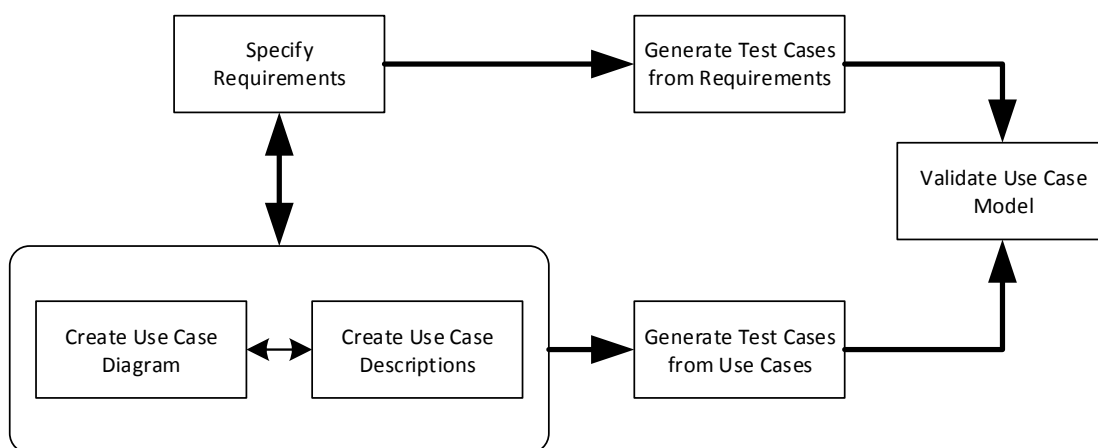 Specify
Requirements
Generate Test Cases
from Requirements
Validate Use Case
Model
Create Use Case
Diagram
Create Use Case
Descriptions
Generate Test Cases
from Use Cases